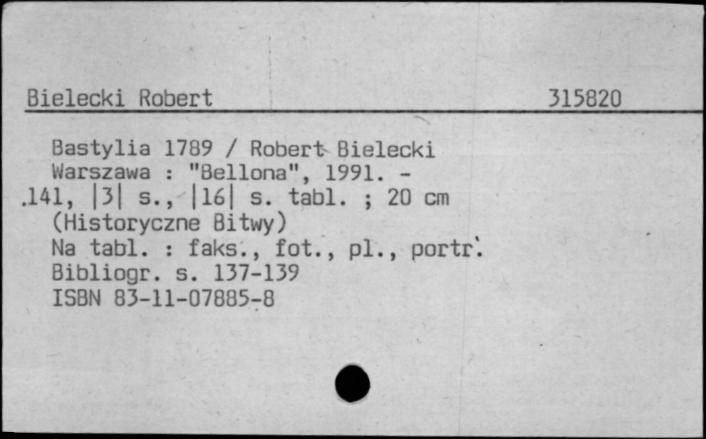 Bielecki Robert 315820
Bastylia 1789 / Robert Bielecki
Warszawa : "Bellona", 1991. -
.141, |3| s., |16| s. tabl. ; 20 cm
(Historyczne Bitwy)
Na tabl. : faks., fot., pl., portr.
Bibliogr. s. 137-139
ISBN 83-11-07885-8